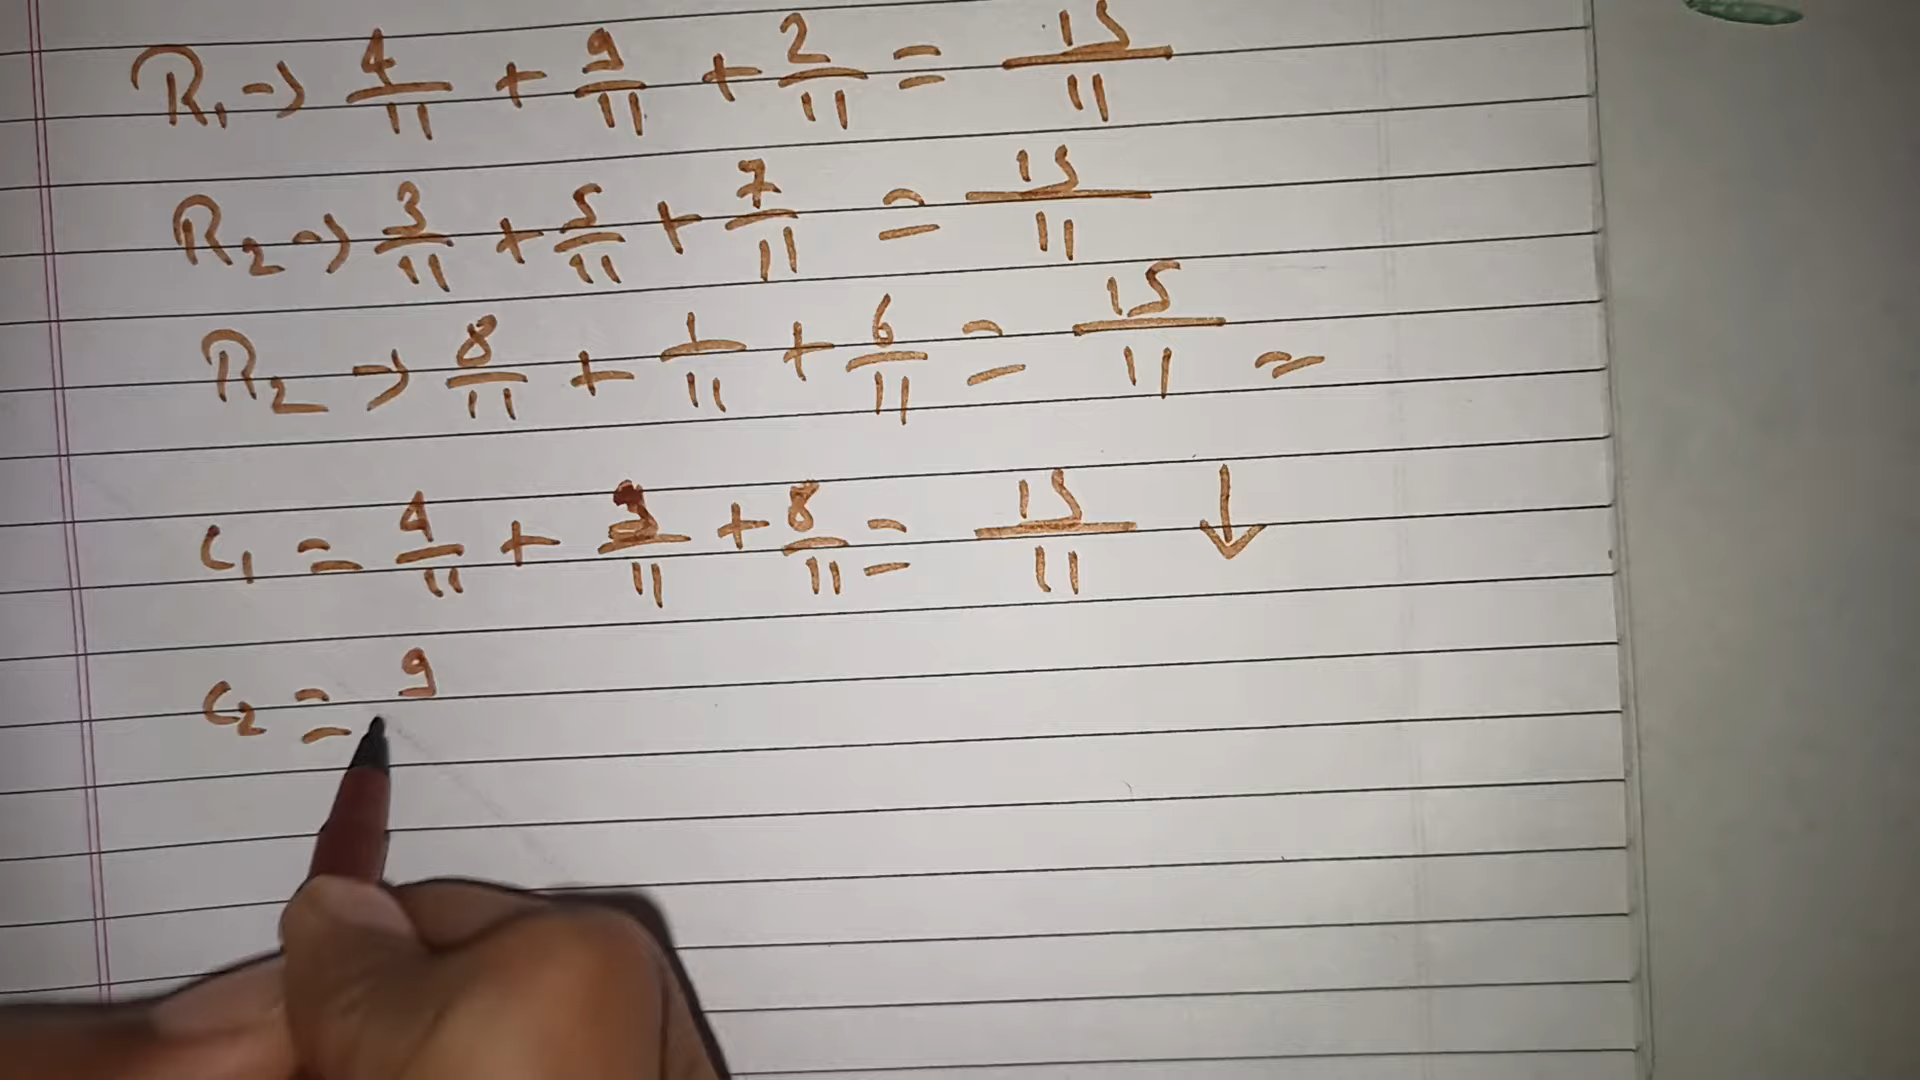 R₁ → 4/11 + 9/11 + 2/11 = 15/11
R₂ → 3/11 + 5/11 + 7/11 = 15/11
R₂ → 8/11 + 1/11 + 6/11 = 15/11 =
C₁ = 4/11 + 3/11 + 8/11 = 15/11 ↓
C₂ = 9